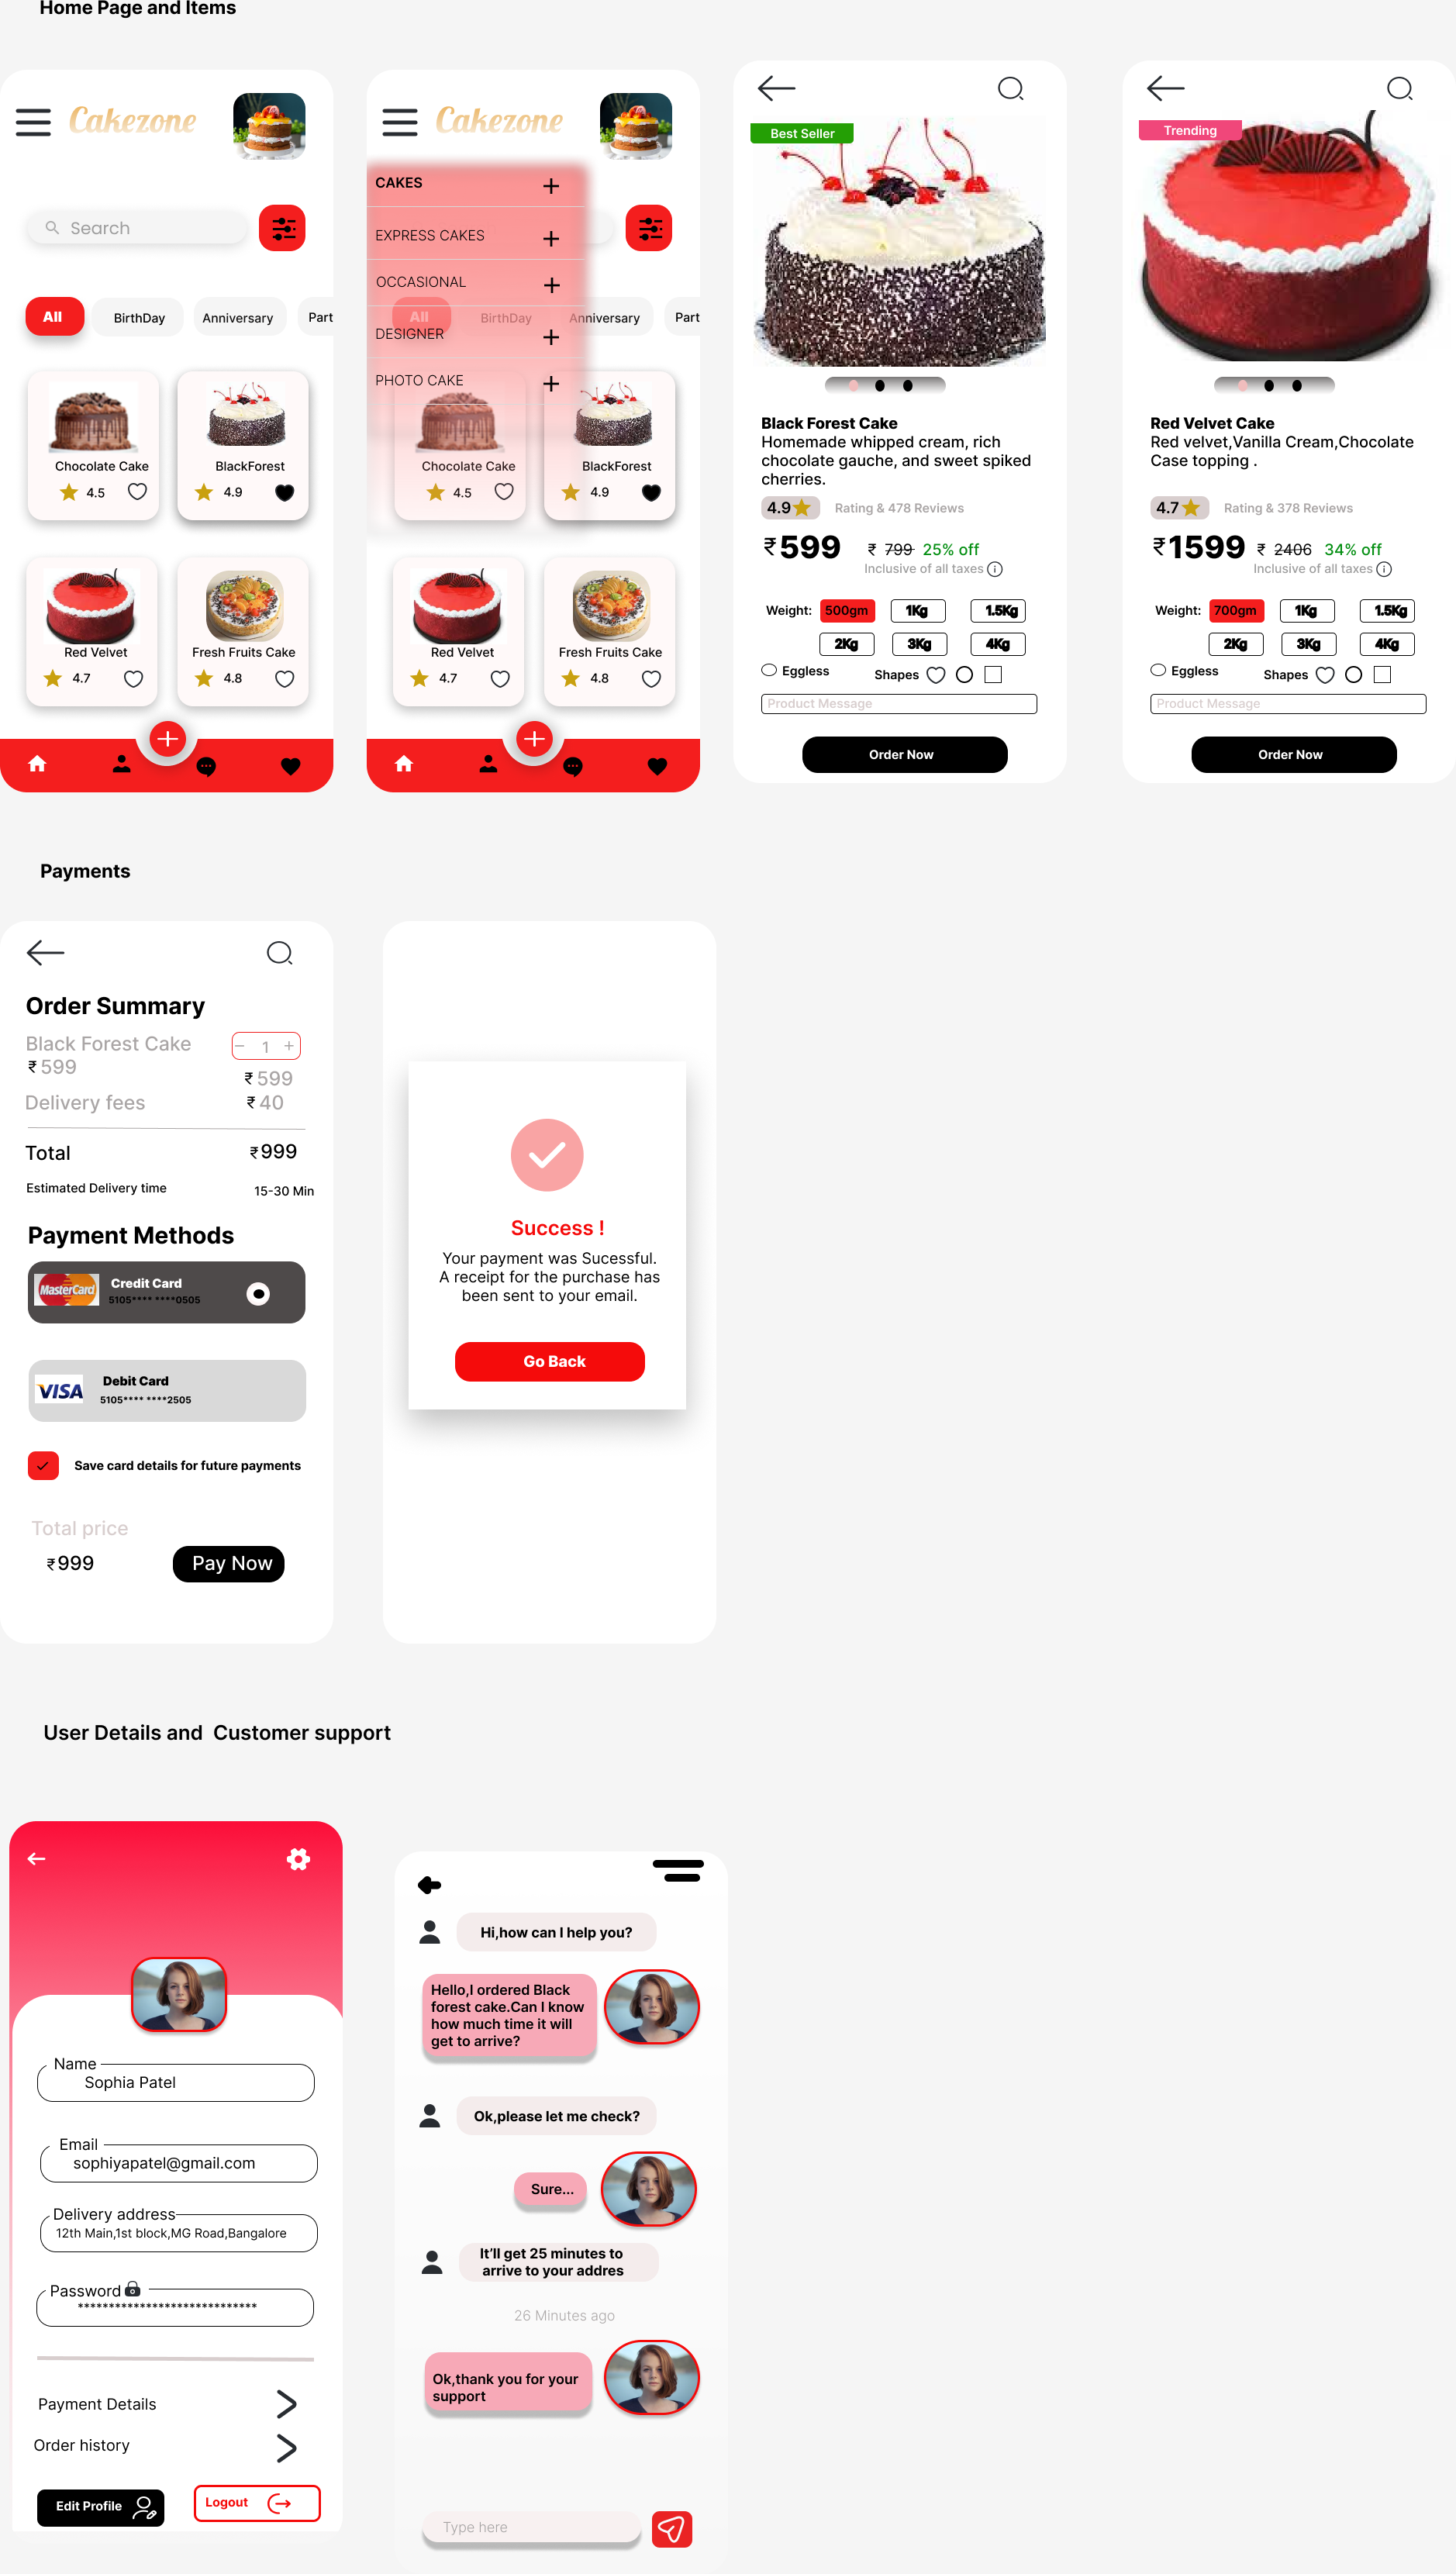 Home Page and Items
Cakezone
Search
All
BirthDay
Anniversary
Part
Chocolate Cake
4.5
BlackForest
4.9
Red Velvet
4.7
Fresh Fruits Cake
4.8
Cakezone
CAKES
EXPRESS CAKES
OCCASIONAL
All
BirthDay
Anniversary
Part
DESIGNER
PHOTO CAKE
Chocolate Cake
4.5
BlackForest
4.9
Red Velvet
4.7
Fresh Fruits Cake
4.8
Best Seller
Black Forest Cake
Homemade whipped cream, rich
chocolate gauche, and sweet spiked
cherries.
4.9
Rating & 478 Reviews
₹599 ₹ 799 25% off
Inclusive of all taxes
Weight: 500gm 1Kg 1.5Kg
2Kg 3Kg 4Kg
Eggless Shapes
Product Message
Order Now
Trending
Red Velvet Cake
Red velvet,Vanilla Cream,Chocolate
Case topping .
4.7
Rating & 378 Reviews
₹1599 ₹ 2406 34% off
Inclusive of all taxes
Weight: 700gm 1Kg 1.5Kg
2Kg 3Kg 4Kg
Eggless Shapes
Product Message
Order Now
Payments
Order Summary
Black Forest Cake
− 1 +
₹ 599
₹ 599
Delivery fees ₹ 40
Total ₹ 999
Estimated Delivery time 15-30 Min
Payment Methods
MasterCard
Credit Card
5105**** ****0505
VISA
Debit Card
5105**** ****2505
Save card details for future payments
Total price
₹ 999
Pay Now
Success !
Your payment was Sucessful.
A receipt for the purchase has
been sent to your email.
Go Back
User Details and Customer support
Name
Sophia Patel
Email
sophiyapatel@gmail.com
Delivery address
12th Main,1st block,MG Road,Bangalore
Password
*****************************
Payment Details
Order history
Edit Profile
Logout
Hi,how can I help you?
Hello,I ordered Black
forest cake.Can I know
how much time it will
get to arrive?
Ok,please let me check?
Sure...
It'll get 25 minutes to
arrive to your addres
26 Minutes ago
Ok,thank you for your
support
Type here